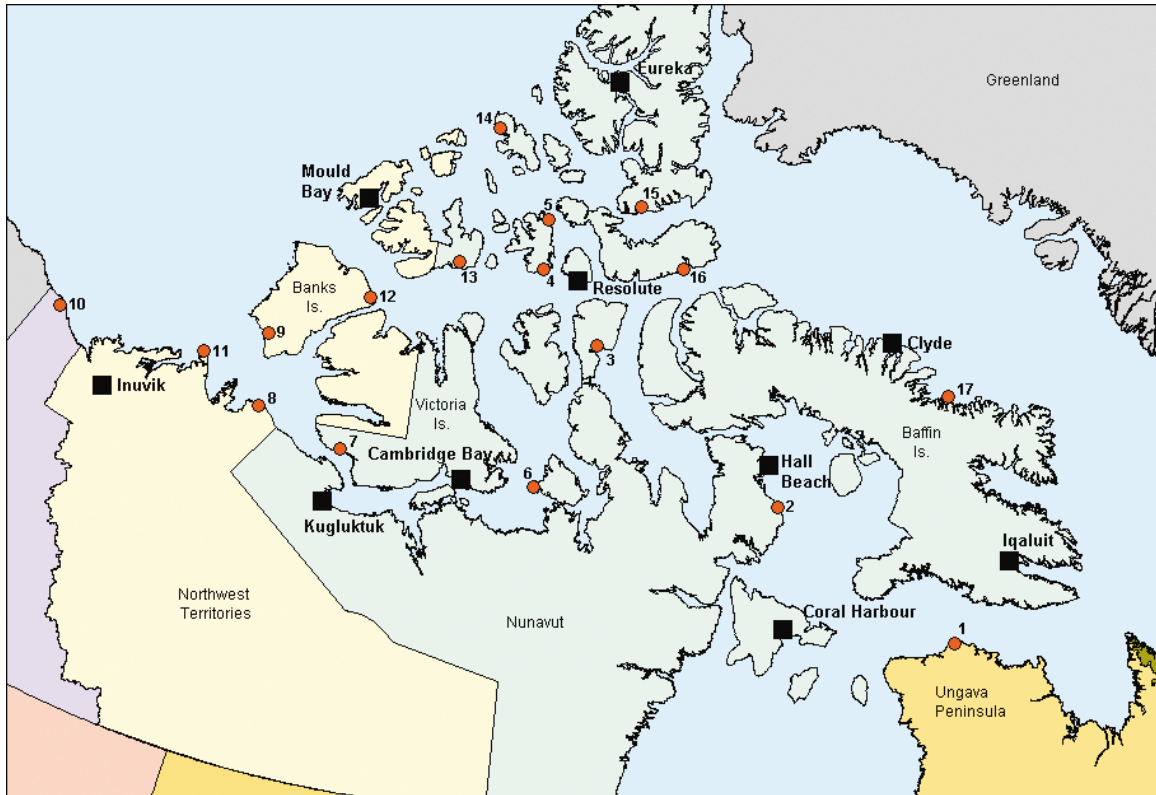 Eureka
Greenland
14
Mould
Bay
15
5
13
4
Resolute
16
10
Banks
Is.
12
9
11
3
Clyde
Inuvik
8
Victoria
Is.
17
Baffin
Is.
7
Cambridge Bay
6
Hall
Beach
2
Kugluktuk
Iqaluit
Northwest
Territories
Nunavut
Coral Harbour
1
Ungava
Peninsula